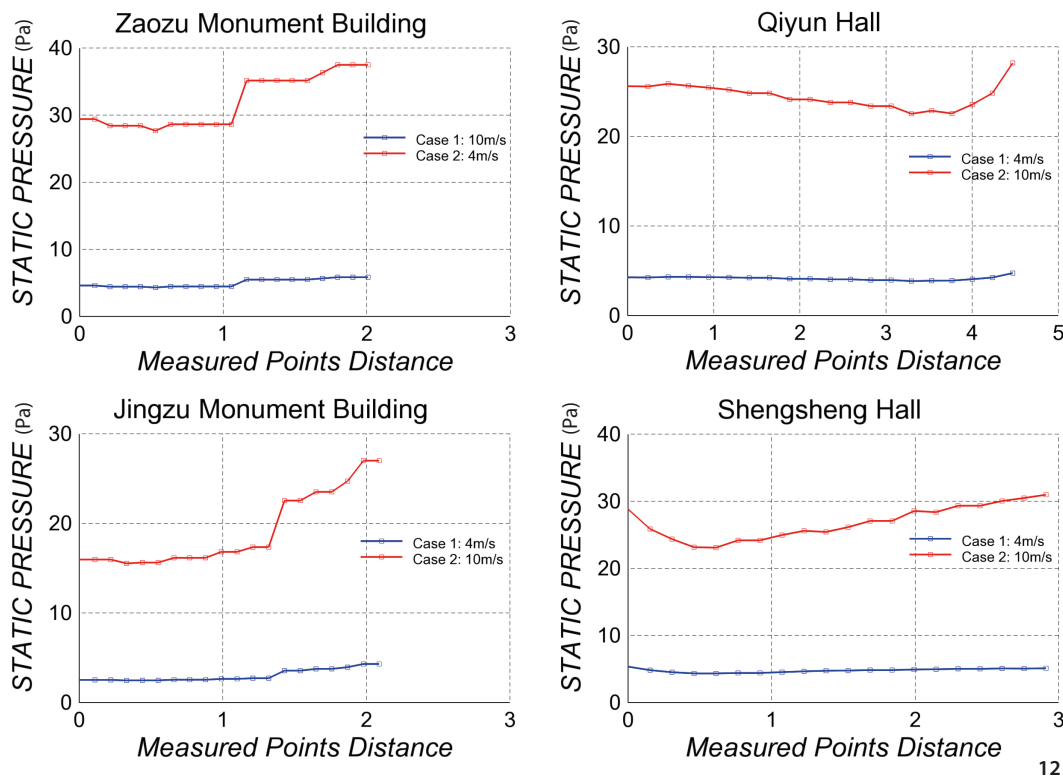 Zaozu Monument Building
STATIC PRESSURE (Pa)
40
30
20
10
0
0 1 2 3
Case 1: 10m/s
Case 2: 4m/s
Measured Points Distance
Qiyun Hall
STATIC PRESSURE (Pa)
30
20
10
0
0 1 2 3 4 5
Case 1: 4m/s
Case 2: 10m/s
Measured Points Distance
Jingzu Monument Building
STATIC PRESSURE (Pa)
30
20
10
0
0 1 2 3
Case 1: 4m/s
Case 2: 10m/s
Measured Points Distance
Shengsheng Hall
STATIC PRESSURE (Pa)
40
30
20
10
0
0 1 2 3
Case 1: 4m/s
Case 2: 10m/s
Measured Points Distance
12